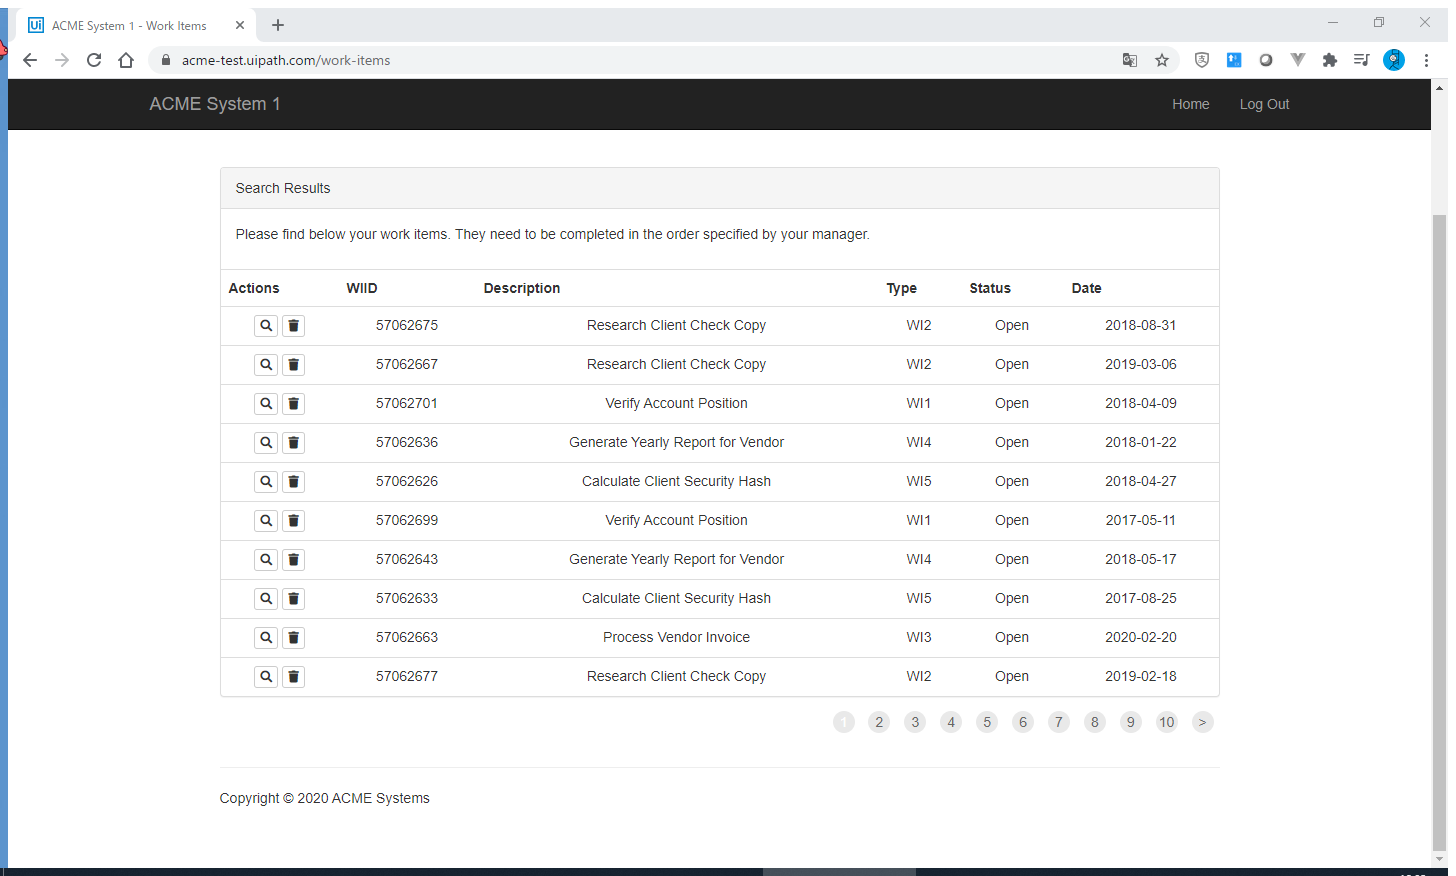 Ui ACME System 1 - Work Items
acme-test.uipath.com/work-items
ACME System 1 Home Log Out
Search Results
Please find below your work items. They need to be completed in the order specified by your manager.
Actions WIID Description Type Status Date
57062675 Research Client Check Copy WI2 Open 2018-08-31
57062667 Research Client Check Copy WI2 Open 2019-03-06
57062701 Verify Account Position WI1 Open 2018-04-09
57062636 Generate Yearly Report for Vendor WI4 Open 2018-01-22
57062626 Calculate Client Security Hash WI5 Open 2018-04-27
57062699 Verify Account Position WI1 Open 2017-05-11
57062643 Generate Yearly Report for Vendor WI4 Open 2018-05-17
57062633 Calculate Client Security Hash WI5 Open 2017-08-25
57062663 Process Vendor Invoice WI3 Open 2020-02-20
57062677 Research Client Check Copy WI2 Open 2019-02-18
1 2 3 4 5 6 7 8 9 10 >
Copyright © 2020 ACME Systems